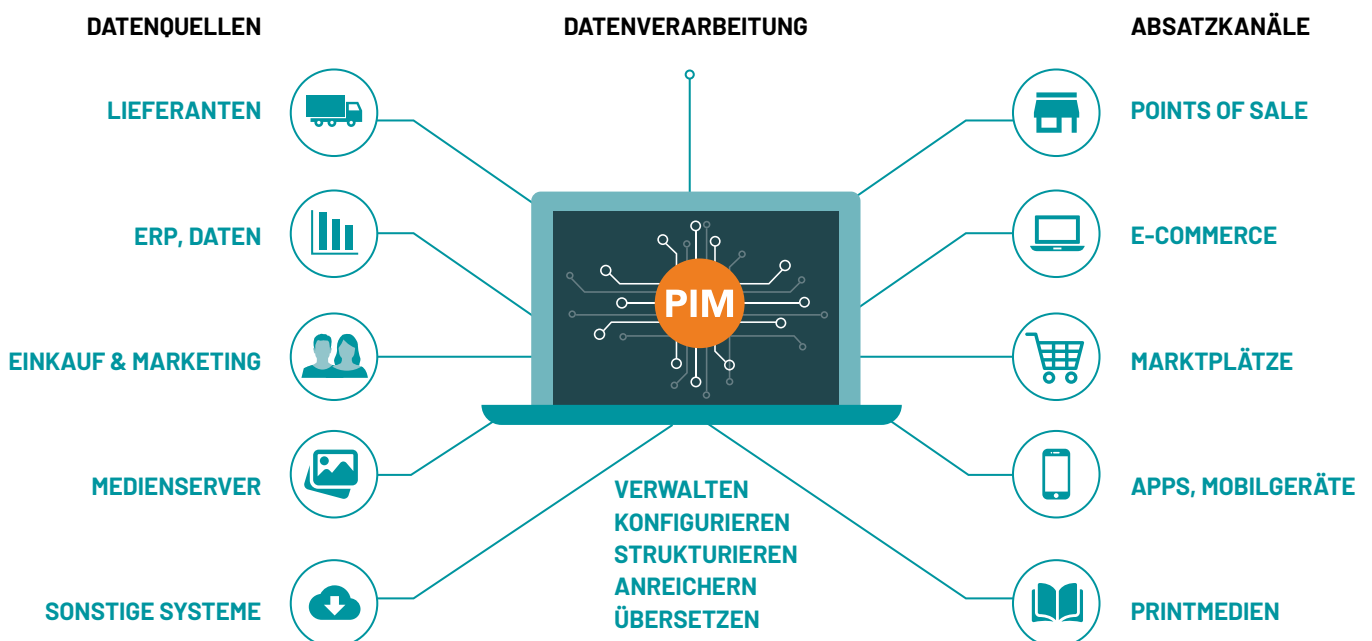 DATENQUELLEN
LIEFERANTEN
ERP, DATEN
EINKAUF & MARKETING
MEDIENSERVER
SONSTIGE SYSTEME
DATENVERARBEITUNG
PIM
VERWALTEN
KONFIGURIEREN
STRUKTURIEREN
ANREICHERN
ÜBERSETZEN
ABSATZKANÄLE
POINTS OF SALE
E-COMMERCE
MARKTPLÄTZE
APPS, MOBILGERÄTE
PRINTMEDIEN